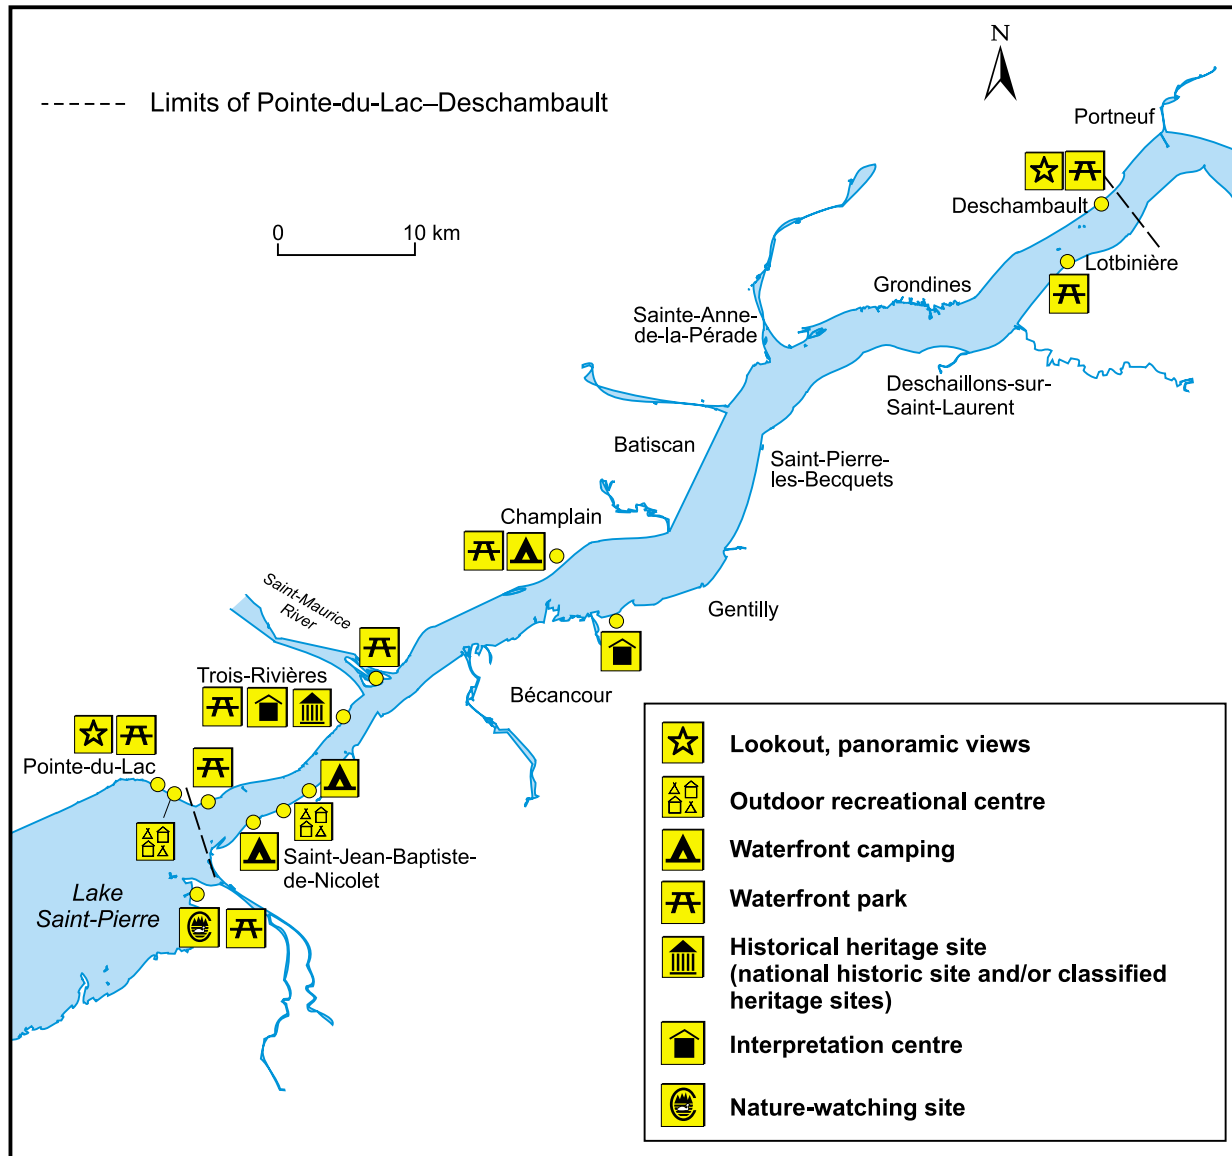 N
Limits of Pointe-du-Lac–Deschambault
Portneuf
0 10 km
Deschambault
Lotbinière
Grondines
Sainte-Anne-
de-la-Pérade
Deschaillons-sur-
Saint-Laurent
Batiscan
Saint-Pierre-
les-Becquets
Champlain
Saint-Maurice
River
Gentilly
Trois-Rivières
Bécancour
Pointe-du-Lac
Saint-Jean-Baptiste-
de-Nicolet
Lake
Saint-Pierre
Lookout, panoramic views
Outdoor recreational centre
Waterfront camping
Waterfront park
Historical heritage site
(national historic site and/or classified
heritage sites)
Interpretation centre
Nature-watching site